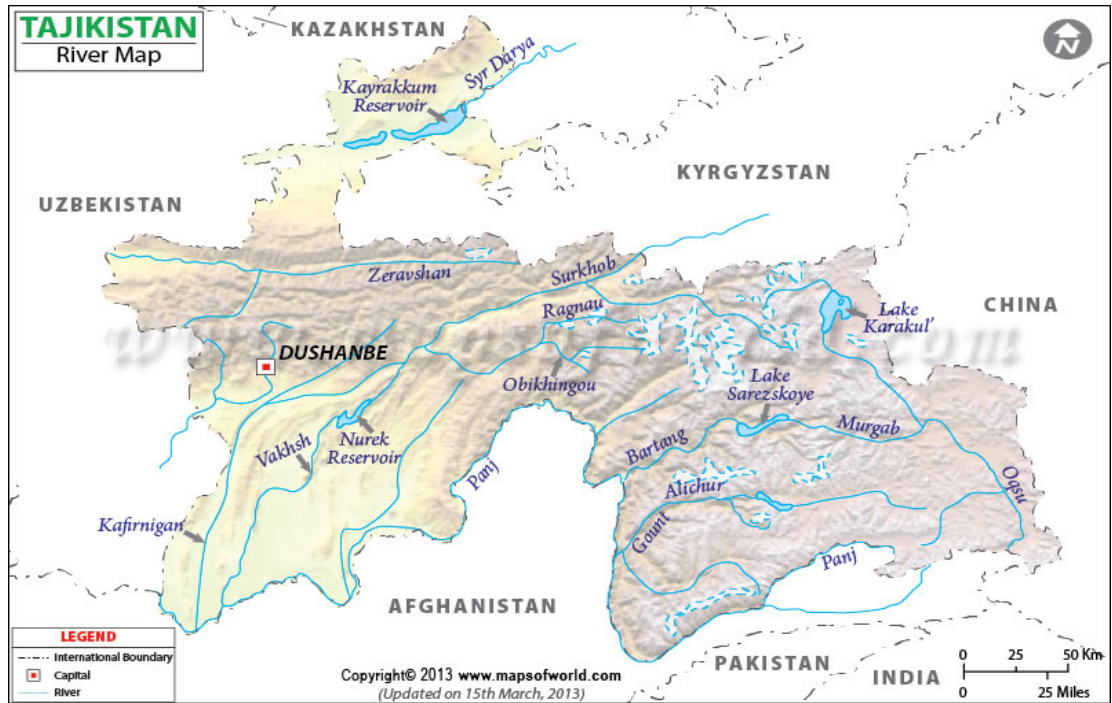 TAJIKISTAN
River Map
KAZAKHSTAN
N
Syr Darya
Kayrakkum
Reservoir
KYRGYZSTAN
UZBEKISTAN
Zeravshan
Surkhob
Ragnau
CHINA
Lake
Karakul'
DUSHANBE
Obikhingou
Lake
Sarezskoye
Nurek
Reservoir
Vakhsh
Bartang
Murgab
Panj
Alichur
Oqsu
Kafirnigan
Gount
Panj
AFGHANISTAN
PAKISTAN
INDIA
LEGEND
International Boundary
Capital
River
Copyright© 2013 www.mapsofworld.com
(Updated on 15th March, 2013)
0 25 50 Km
0 25 Miles